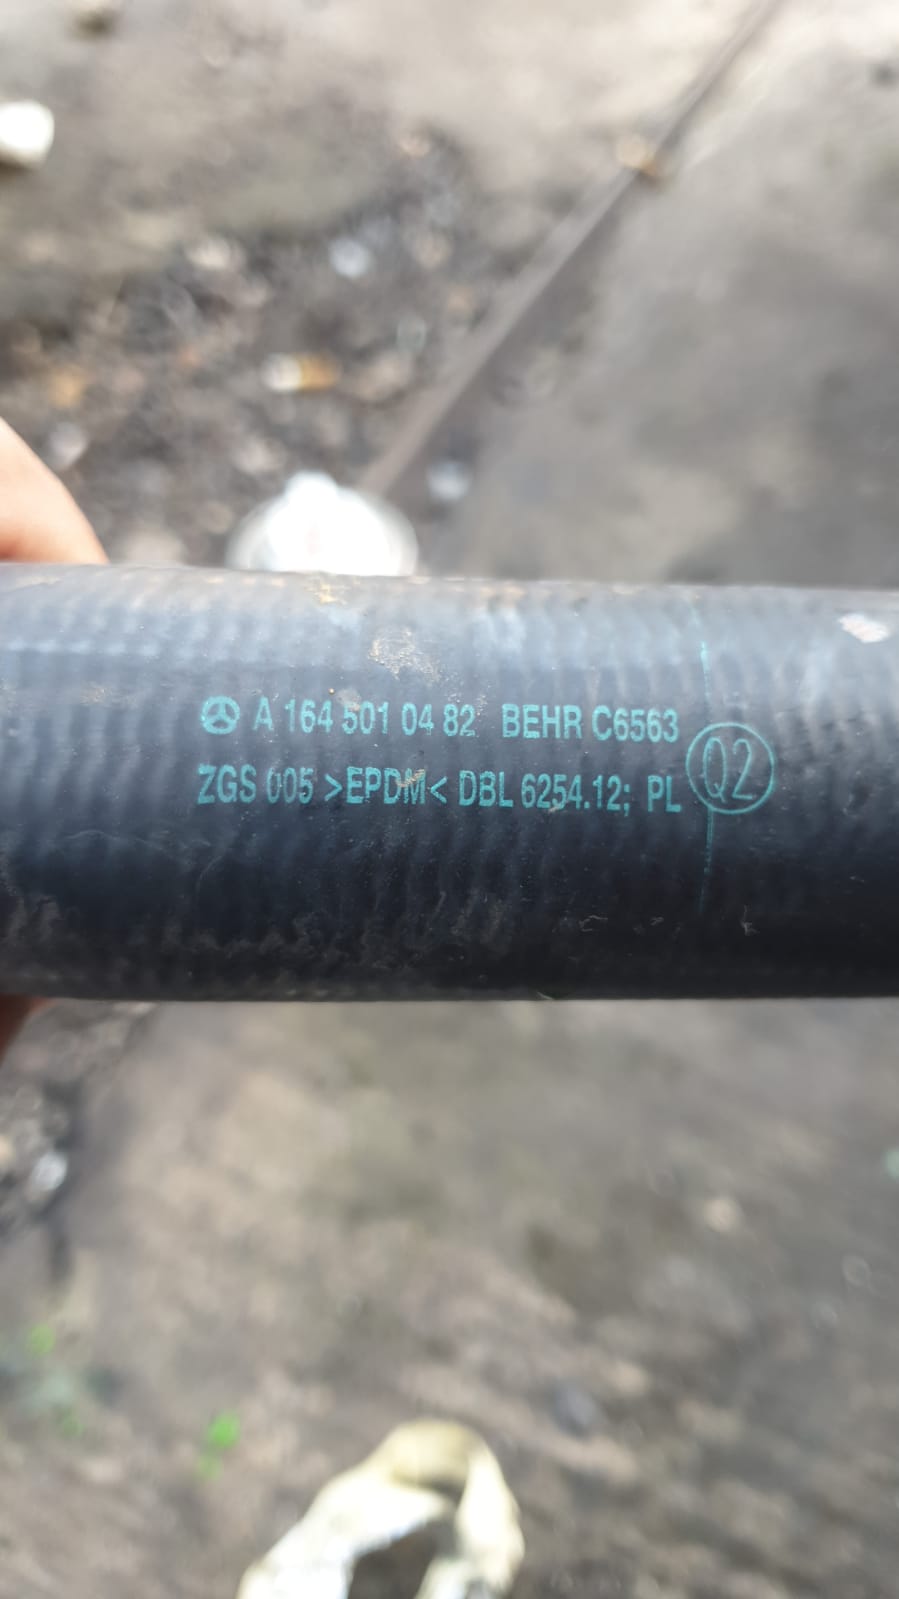 A 164 501 04 82 BEHR C6563
ZGS 005 >EPDM< DBL 6254.12; PL
Q2